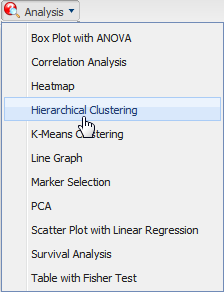 Analysis
Box Plot with ANOVA
Correlation Analysis
Heatmap
Hierarchical Clustering
K-Means Clustering
Line Graph
Marker Selection
PCA
Scatter Plot with Linear Regression
Survival Analysis
Table with Fisher Test